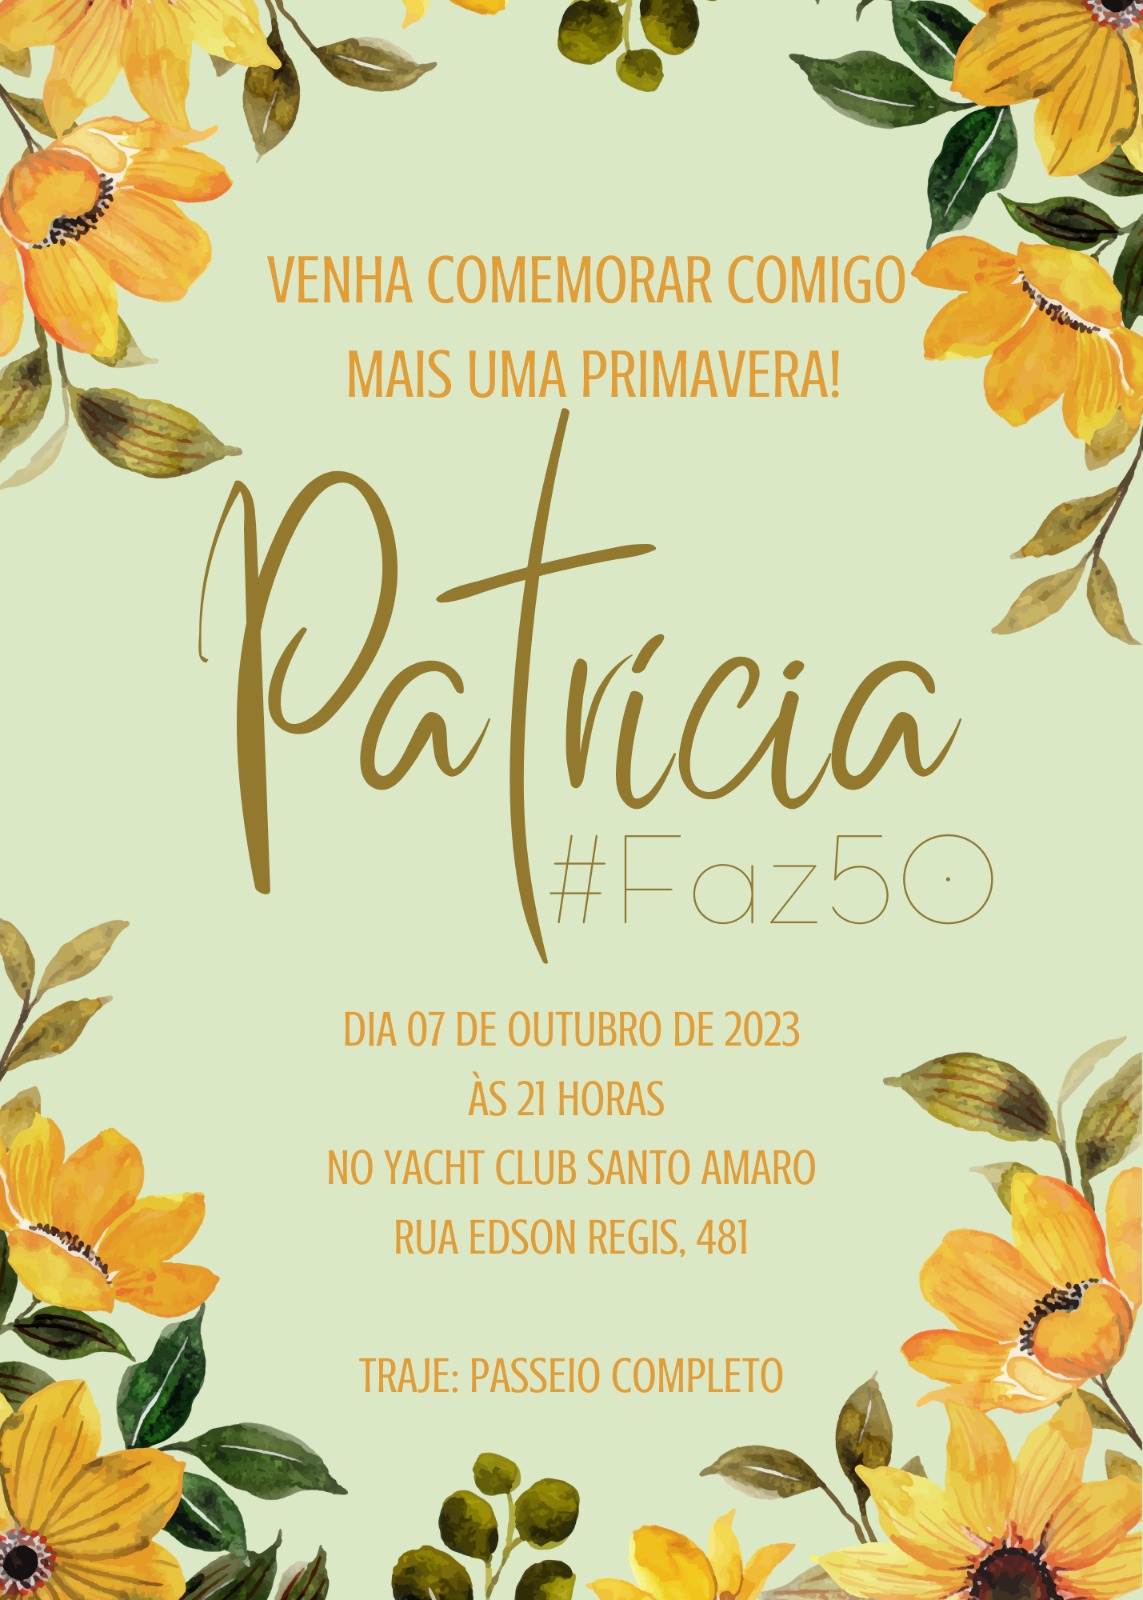 VENHA COMEMORAR COMIGO
MAIS UMA PRIMAVERA!
Patrícia
#Faz50
DIA 07 DE OUTUBRO DE 2023
ÀS 21 HORAS
NO YACHT CLUB SANTO AMARO
RUA EDSON REGIS, 481
TRAJE: PASSEIO COMPLETO